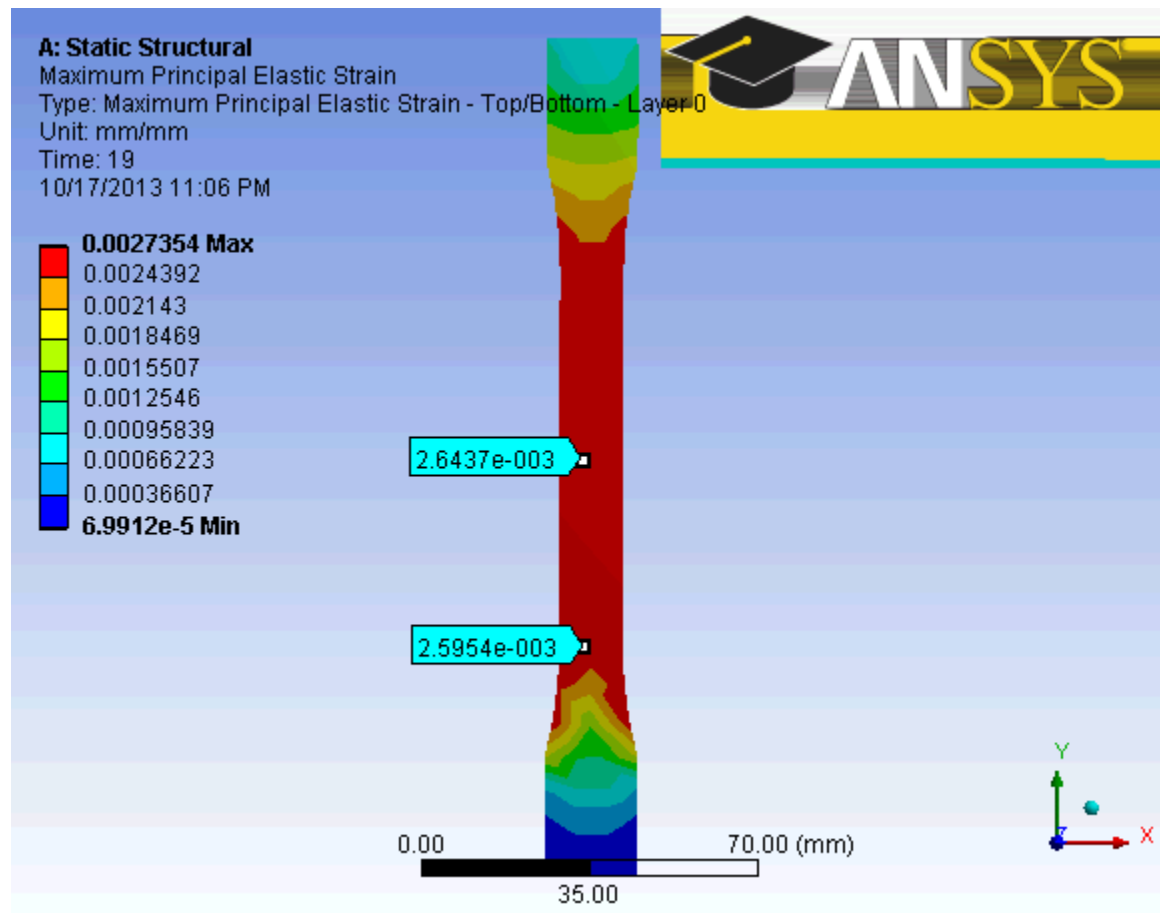 A: Static Structural
Maximum Principal Elastic Strain
Type: Maximum Principal Elastic Strain - Top/Bottom - Layer 0
Unit: mm/mm
Time: 19
10/17/2013 11:06 PM
ANSYS
0.0027354 Max
0.0024392
0.002143
0.0018469
0.0015507
0.0012546
0.00095839
0.00066223
0.00036607
6.9912e-5 Min
2.6437e-003
2.5954e-003
Y
X
Z
0.00
70.00 (mm)
35.00